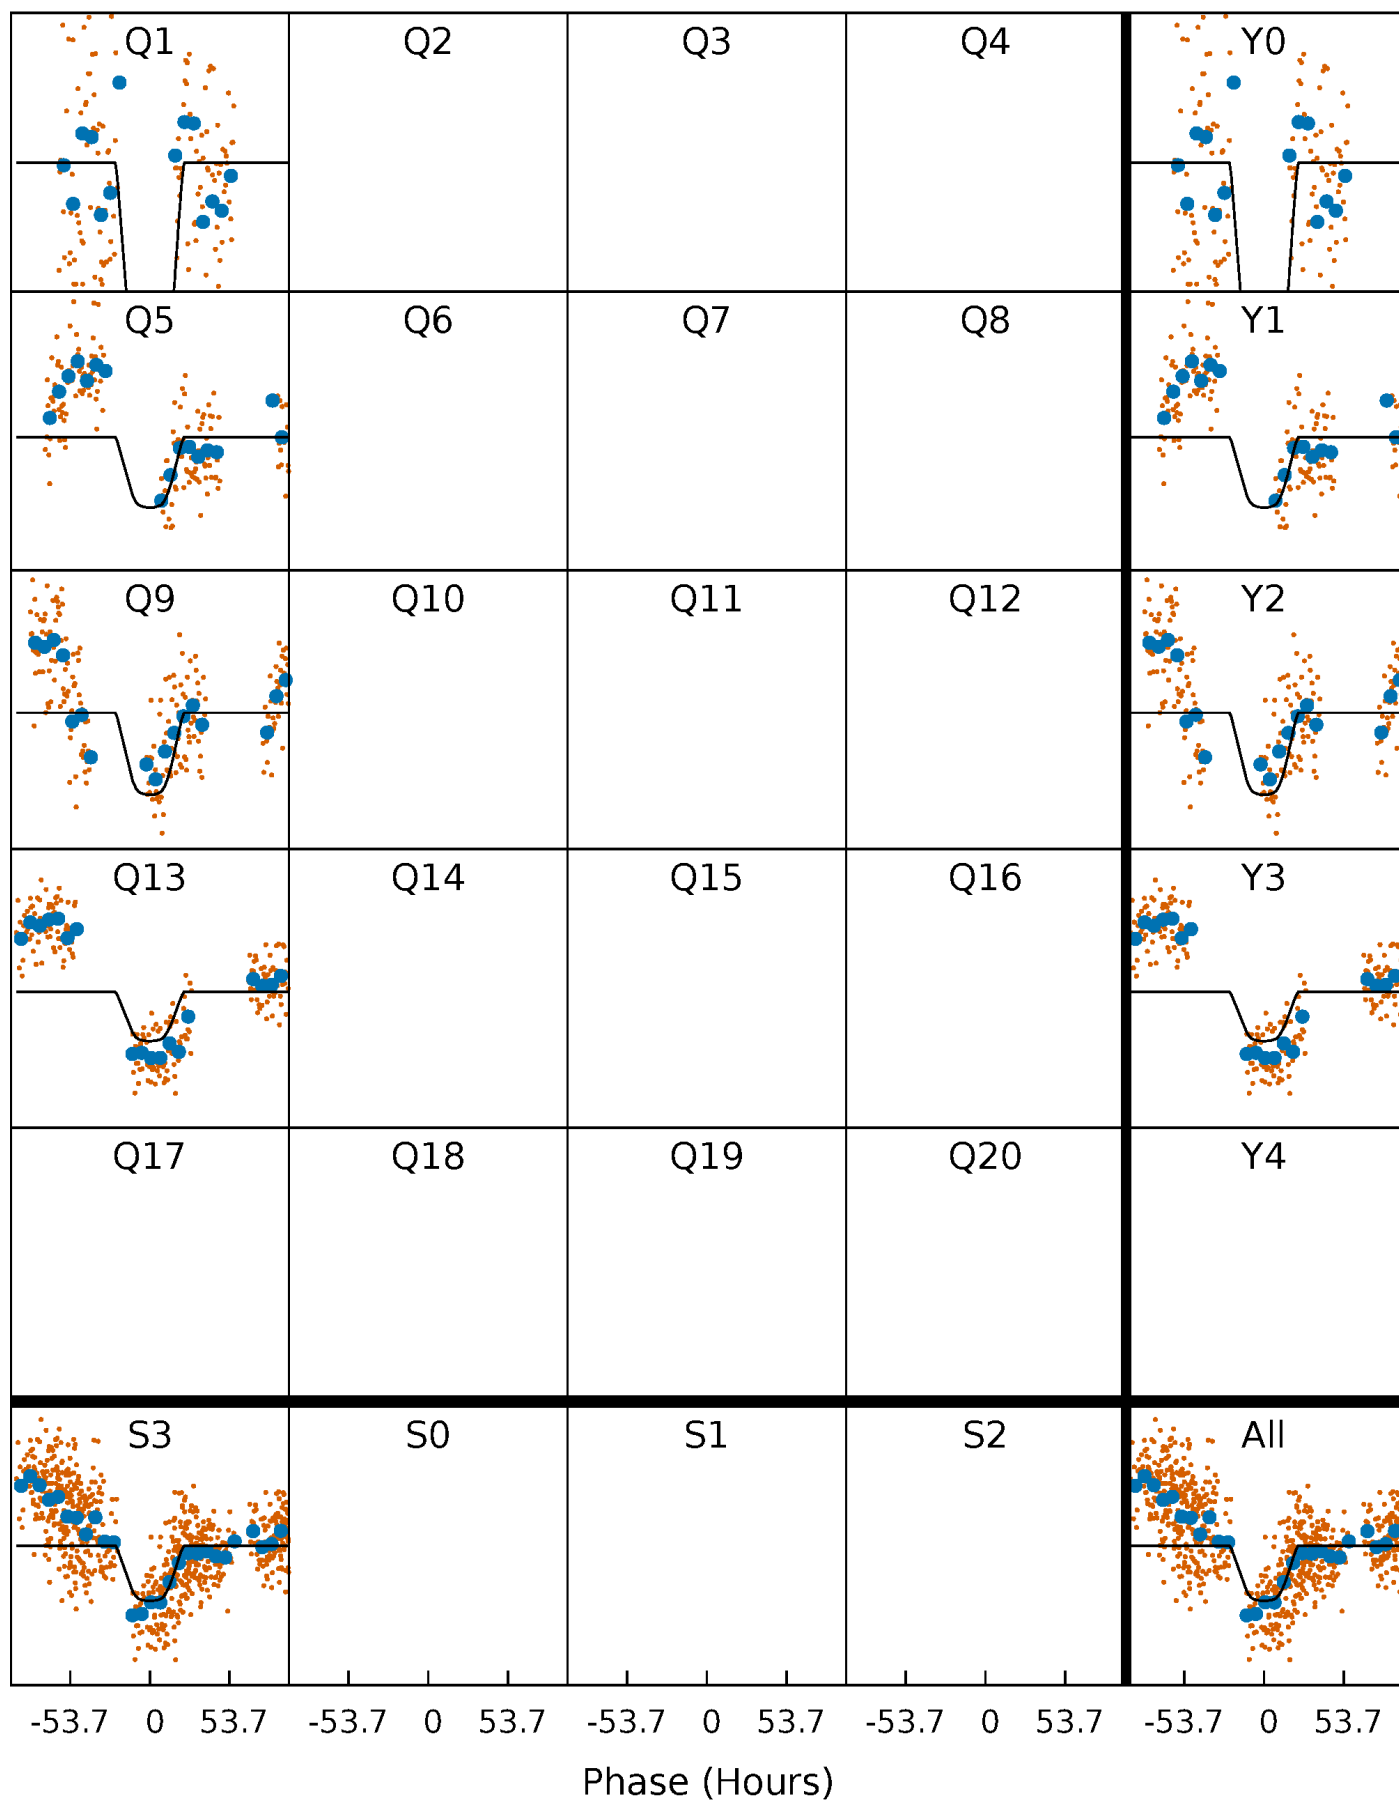 Q1 Q2 Q3 Q4 Y0
Q5 Q6 Q7 Q8 Y1
Q9 Q10 Q11 Q12 Y2
Q13 Q14 Q15 Q16 Y3
Q17 Q18 Q19 Q20 Y4
S3 S0 S1 S2 All
-53.7 0 53.7 -53.7 0 53.7 -53.7 0 53.7 -53.7 0 53.7 -53.7 0 53.7
Phase (Hours)